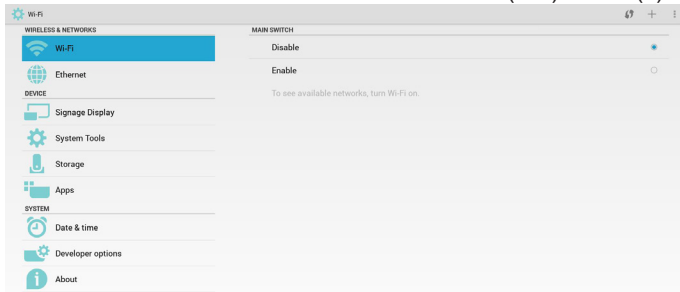 Wi-Fi
WIRELESS & NETWORKS
Wi-Fi
Ethernet
DEVICE
Signage Display
System Tools
Storage
Apps
SYSTEM
Date & time
Developer options
About
MAIN SWITCH
Disable
Enable
To see available networks, turn Wi-Fi on.